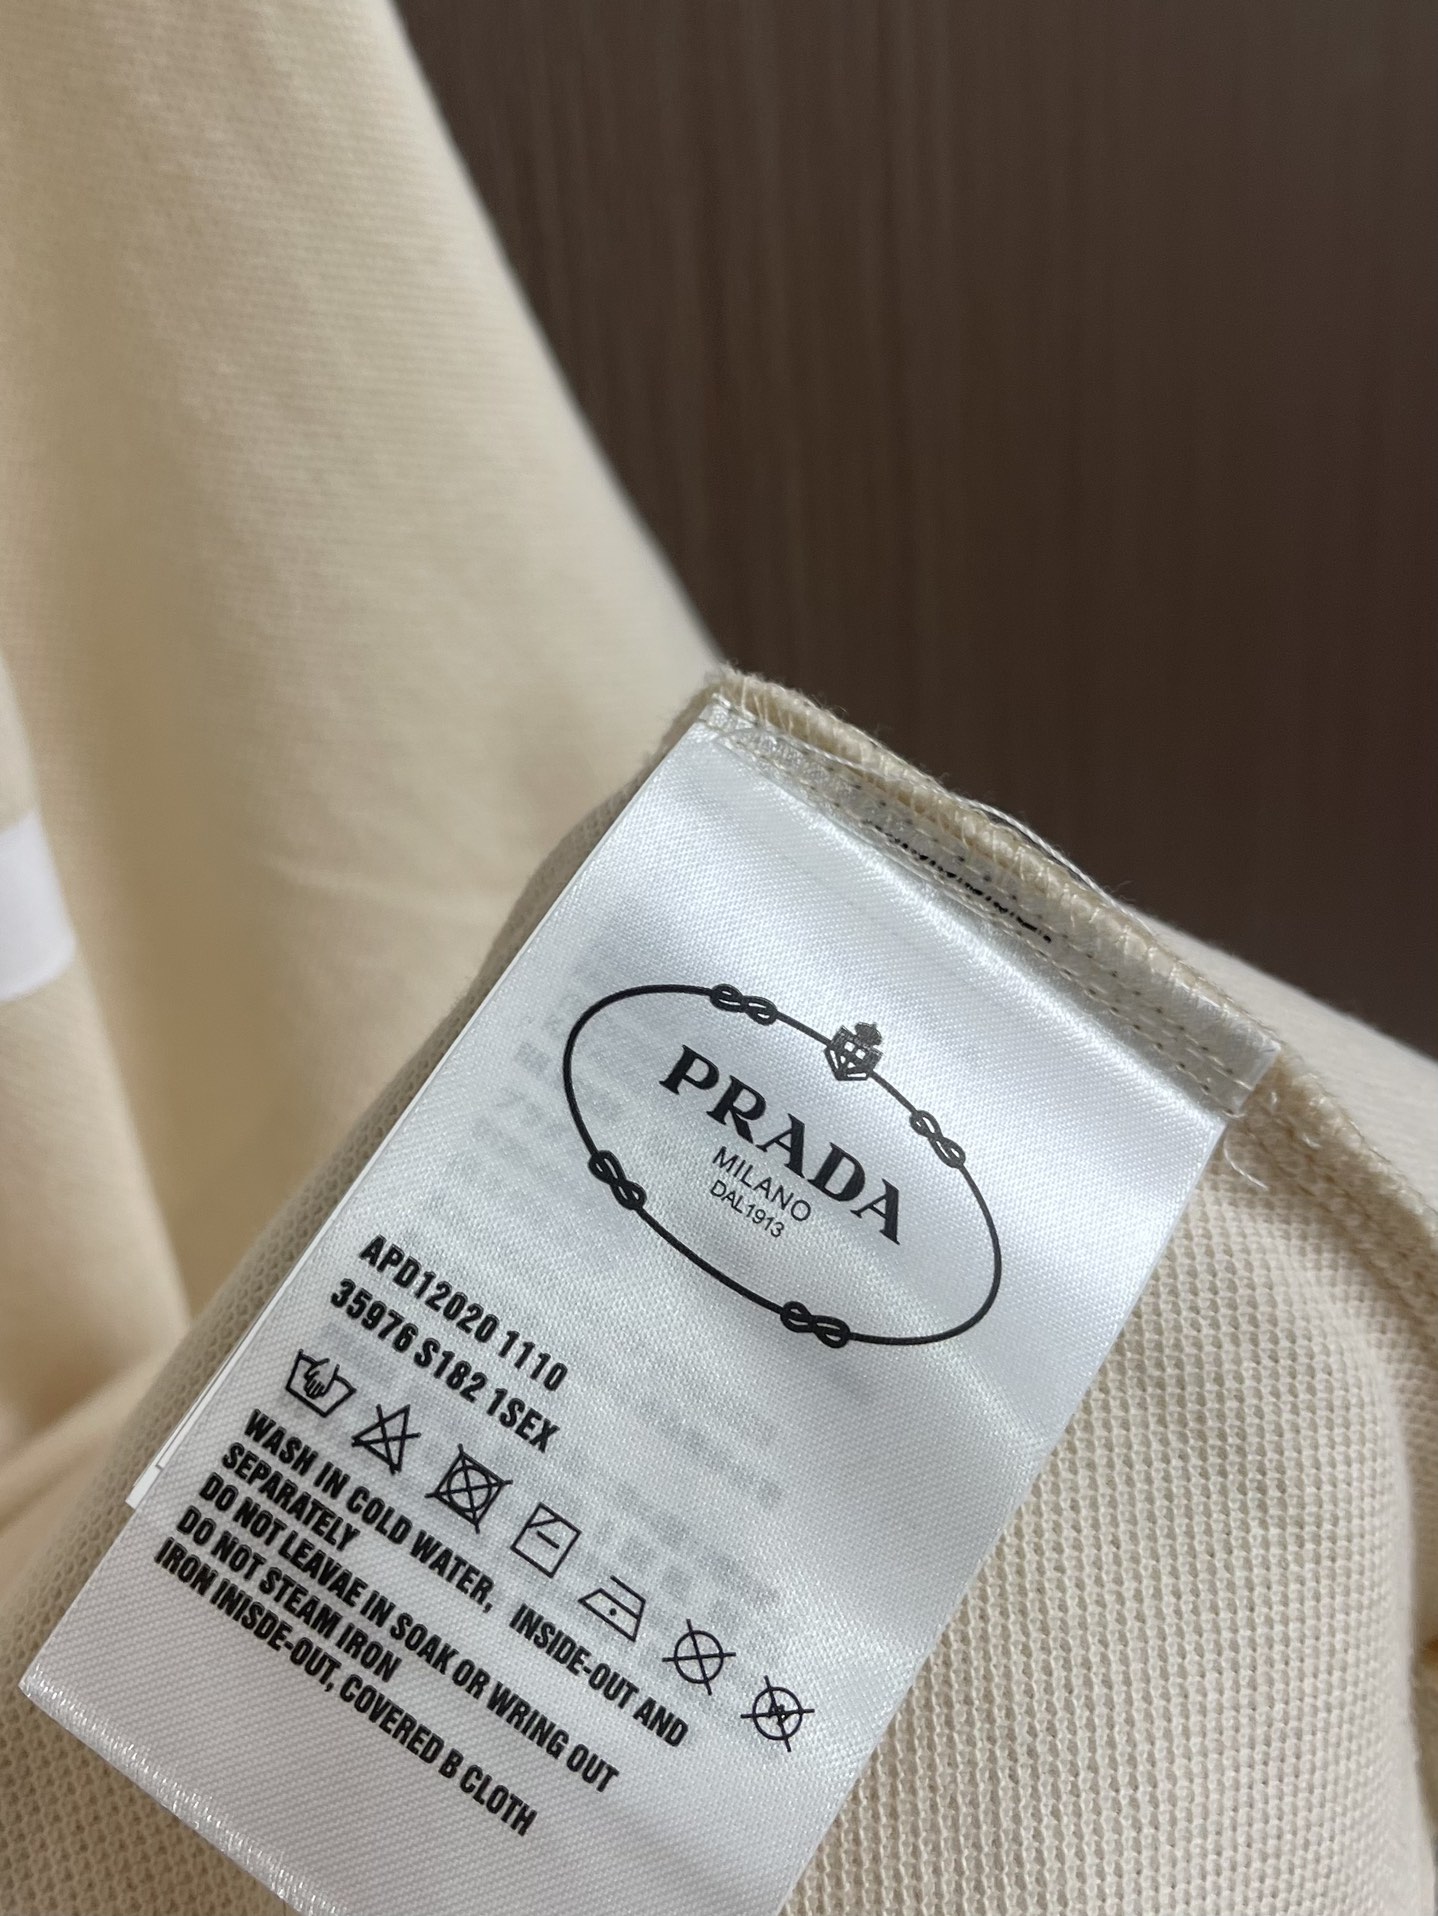 PRADA
MILANO
DAL1913
APD12020 1110
35976 S182 1SEX
WASH IN COLD WATER, INSIDE-OUT AND
SEPARATELY
DO NOT LEAVAE IN SOAK OR WRING OUT
DO NOT STEAM IRON
IRON INISDE-OUT, COVERED B CLOTH